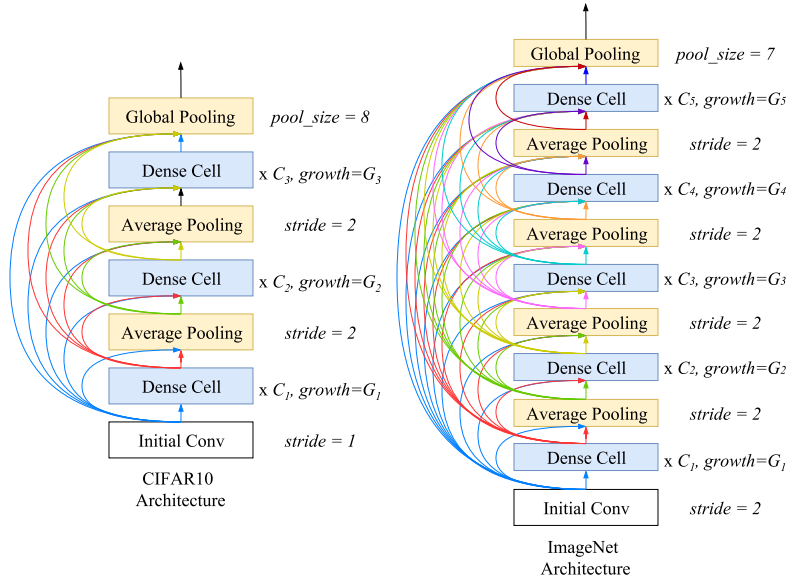 Global Pooling pool_size = 8
Dense Cell x C3, growth=G3
Average Pooling stride = 2
Dense Cell x C2, growth=G2
Average Pooling stride = 2
Dense Cell x C1, growth=G1
Initial Conv stride = 1
CIFAR10
Architecture
Global Pooling pool_size = 7
Dense Cell x C5, growth=G5
Average Pooling stride = 2
Dense Cell x C4, growth=G4
Average Pooling stride = 2
Dense Cell x C3, growth=G3
Average Pooling stride = 2
Dense Cell x C2, growth=G2
Average Pooling stride = 2
Dense Cell x C1, growth=G1
Initial Conv stride = 2
ImageNet
Architecture